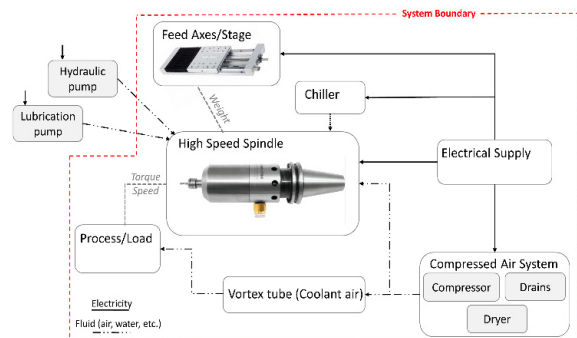 System Boundary
Feed Axes/Stage
Hydraulic
pump
Chiller
Weight
Lubrication
pump
High Speed Spindle
Electrical Supply
Torque
Speed
Process/Load
Compressed Air System
Compressor
Drains
Vortex tube (Coolant air)
Electricity
Dryer
Fluid (air, water, etc.)